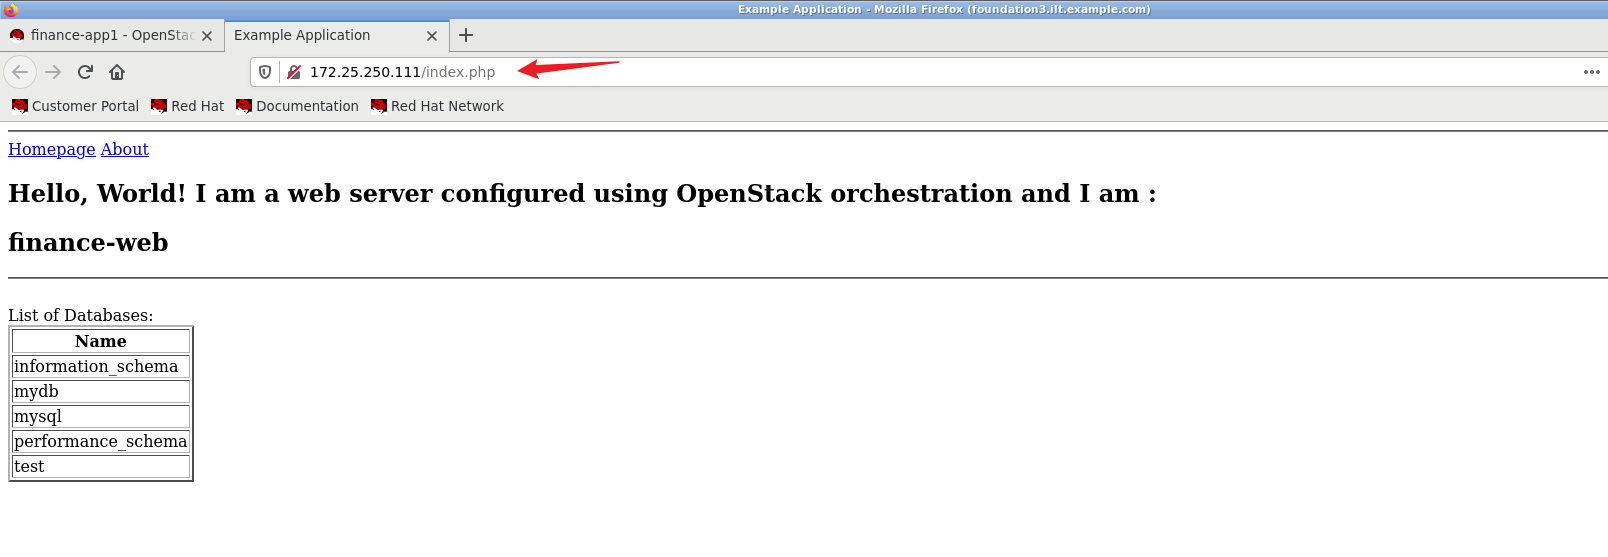 Example Application - Mozilla Firefox (foundation3.ilt.example.com)
finance-app1 - OpenStac
Example Application
172.25.250.111/index.php
Customer Portal Red Hat Documentation Red Hat Network
Homepage About
Hello, World! I am a web server configured using OpenStack orchestration and I am :
finance-web
List of Databases:
Name
information_schema
mydb
mysql
performance_schema
test